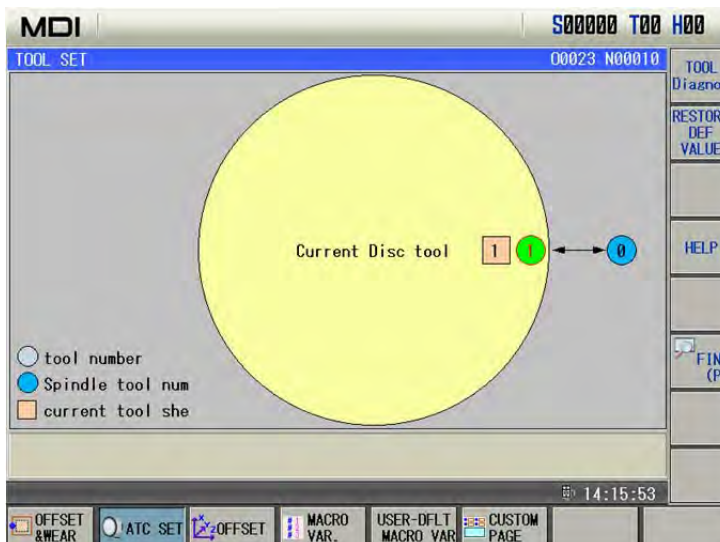 MDI
S00000 T00 H00
TOOL SET
O0023 N00010
TOOL
Diagno
RESTOR
DEF
VALUE
Current Disc tool
1
1
0
HELP
tool number
Spindle tool num
current tool she
FIN
(P
14:15:53
OFFSET
&WEAR
ATC SET
XYZ OFFSET
MACRO
VAR.
USER-DFLT
MACRO VAR
CUSTOM
PAGE